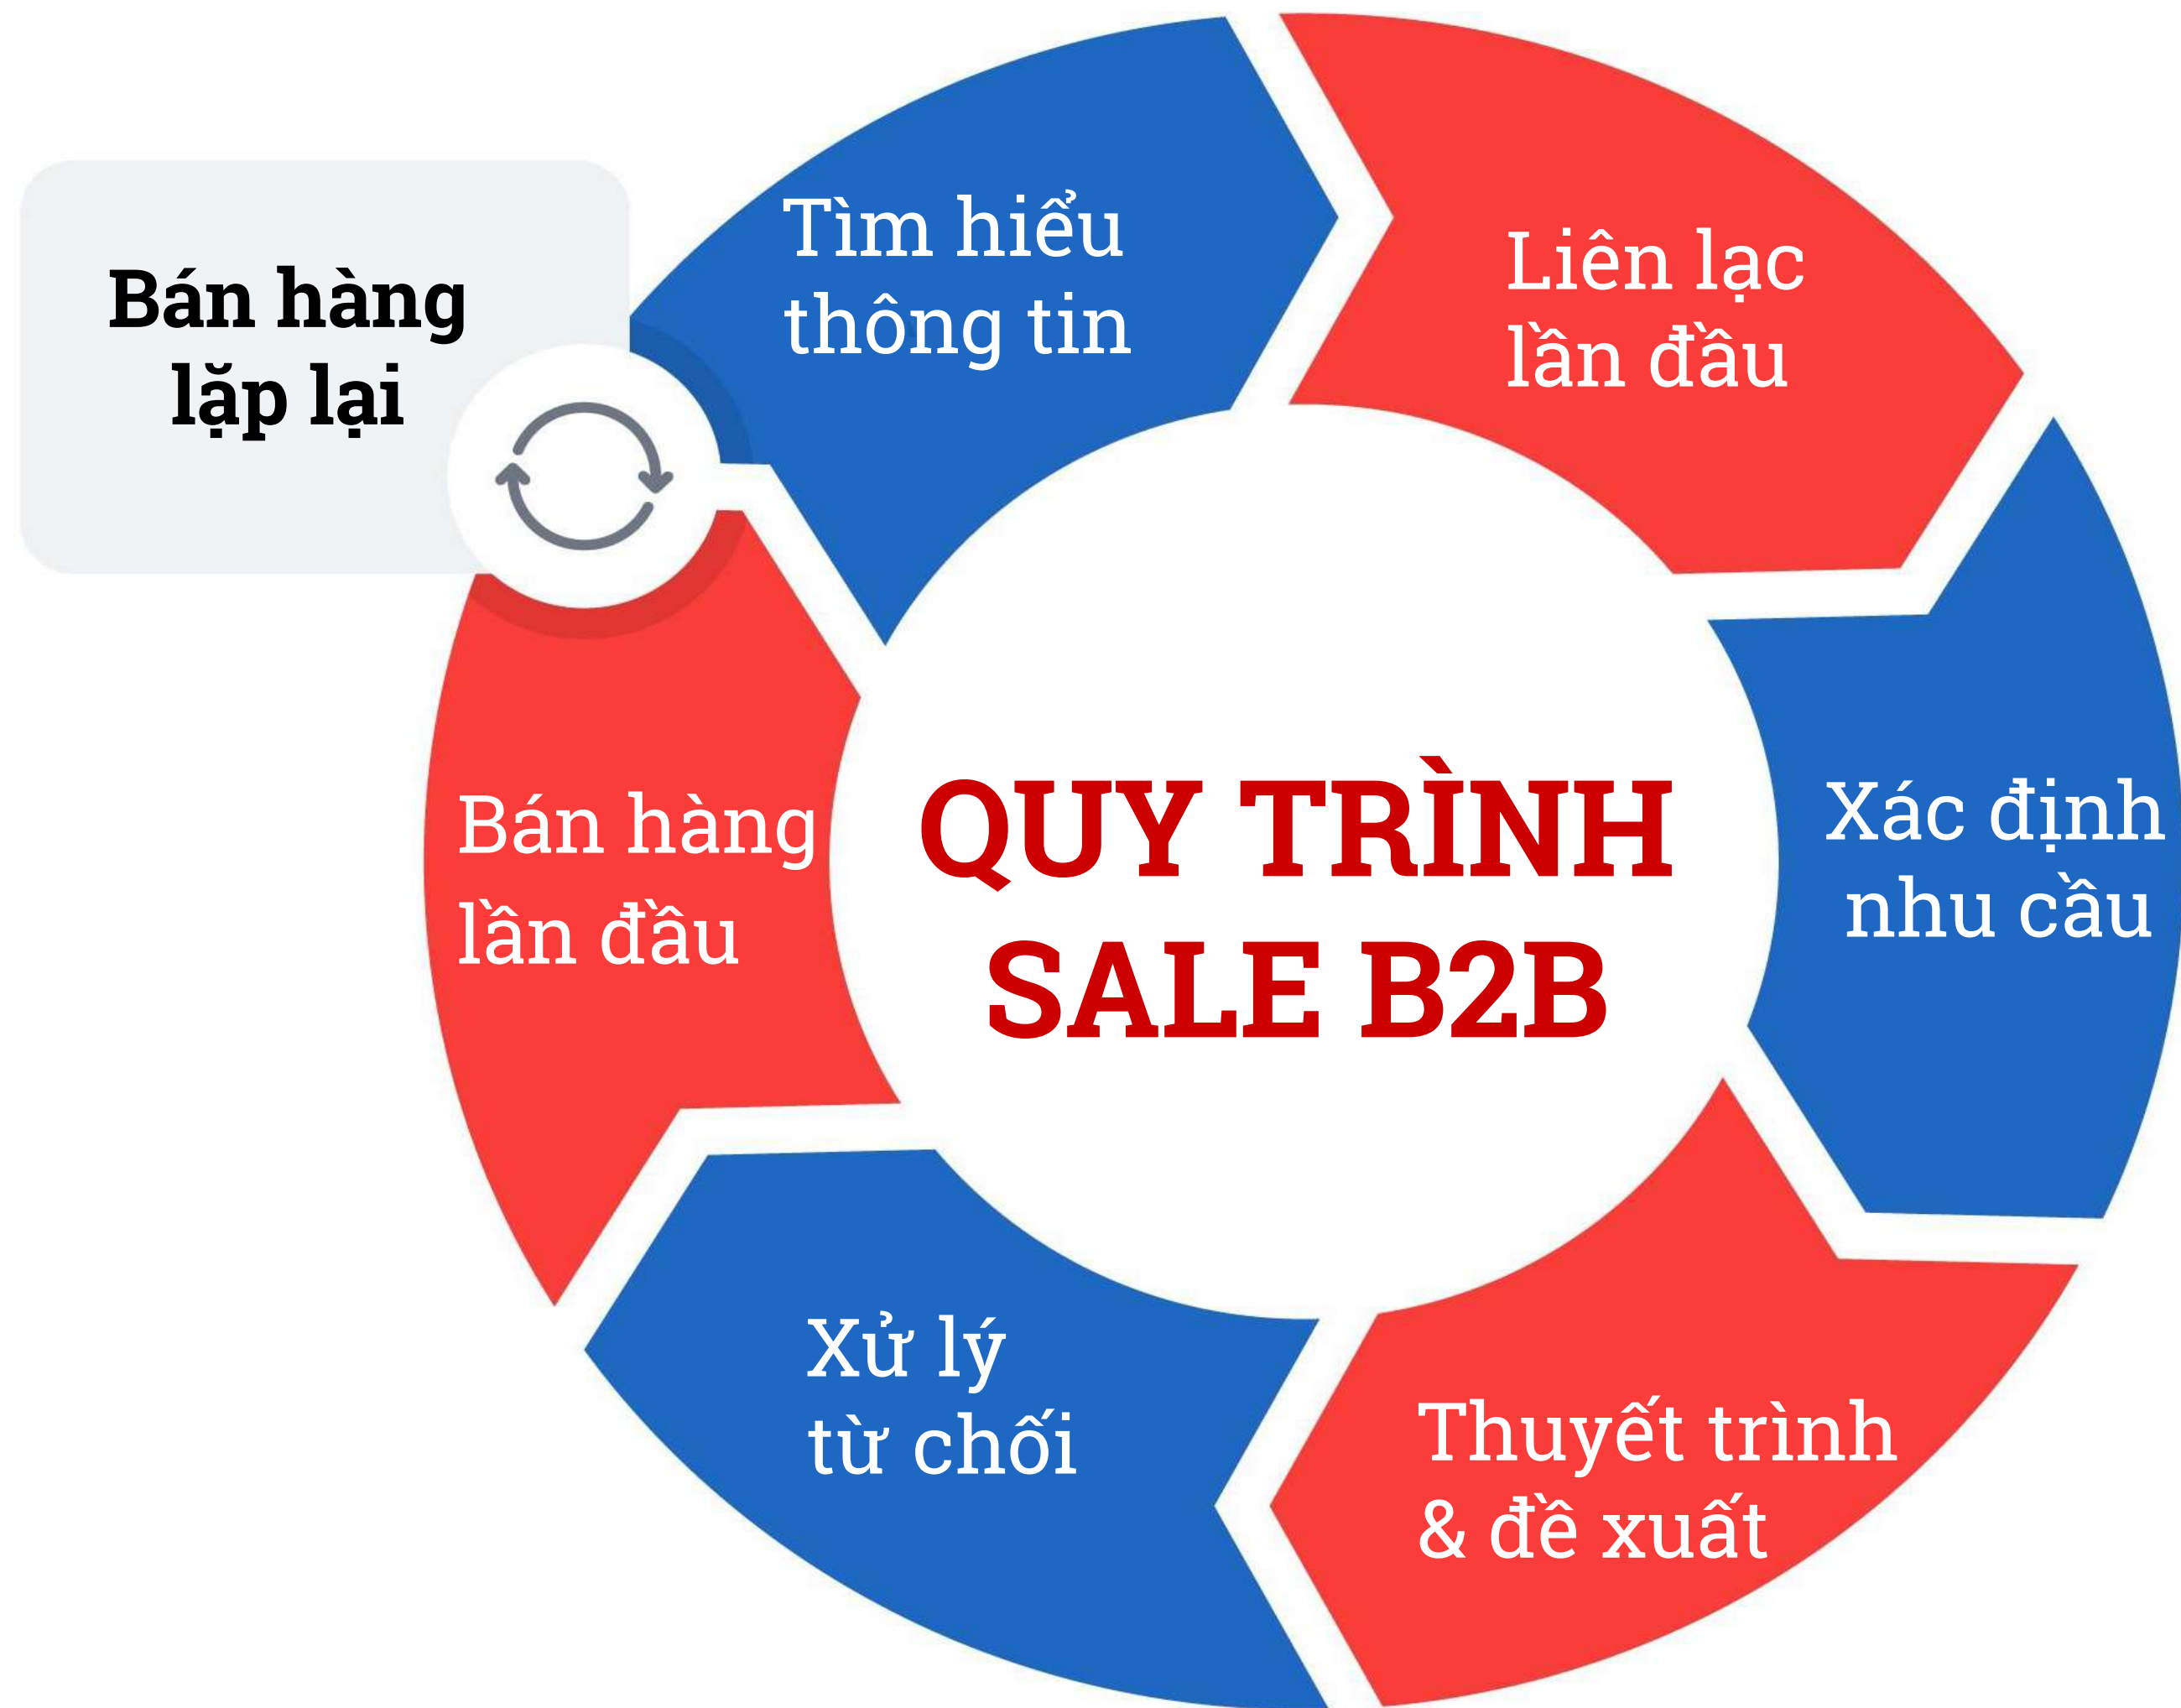 Bán hàng
lặp lại
Tìm hiểu
thông tin
Liên lạc
lần đầu
Xác định
nhu cầu
Thuyết trình
& đề xuất
Xử lý
từ chối
Bán hàng
lần đầu
QUY TRÌNH
SALE B2B